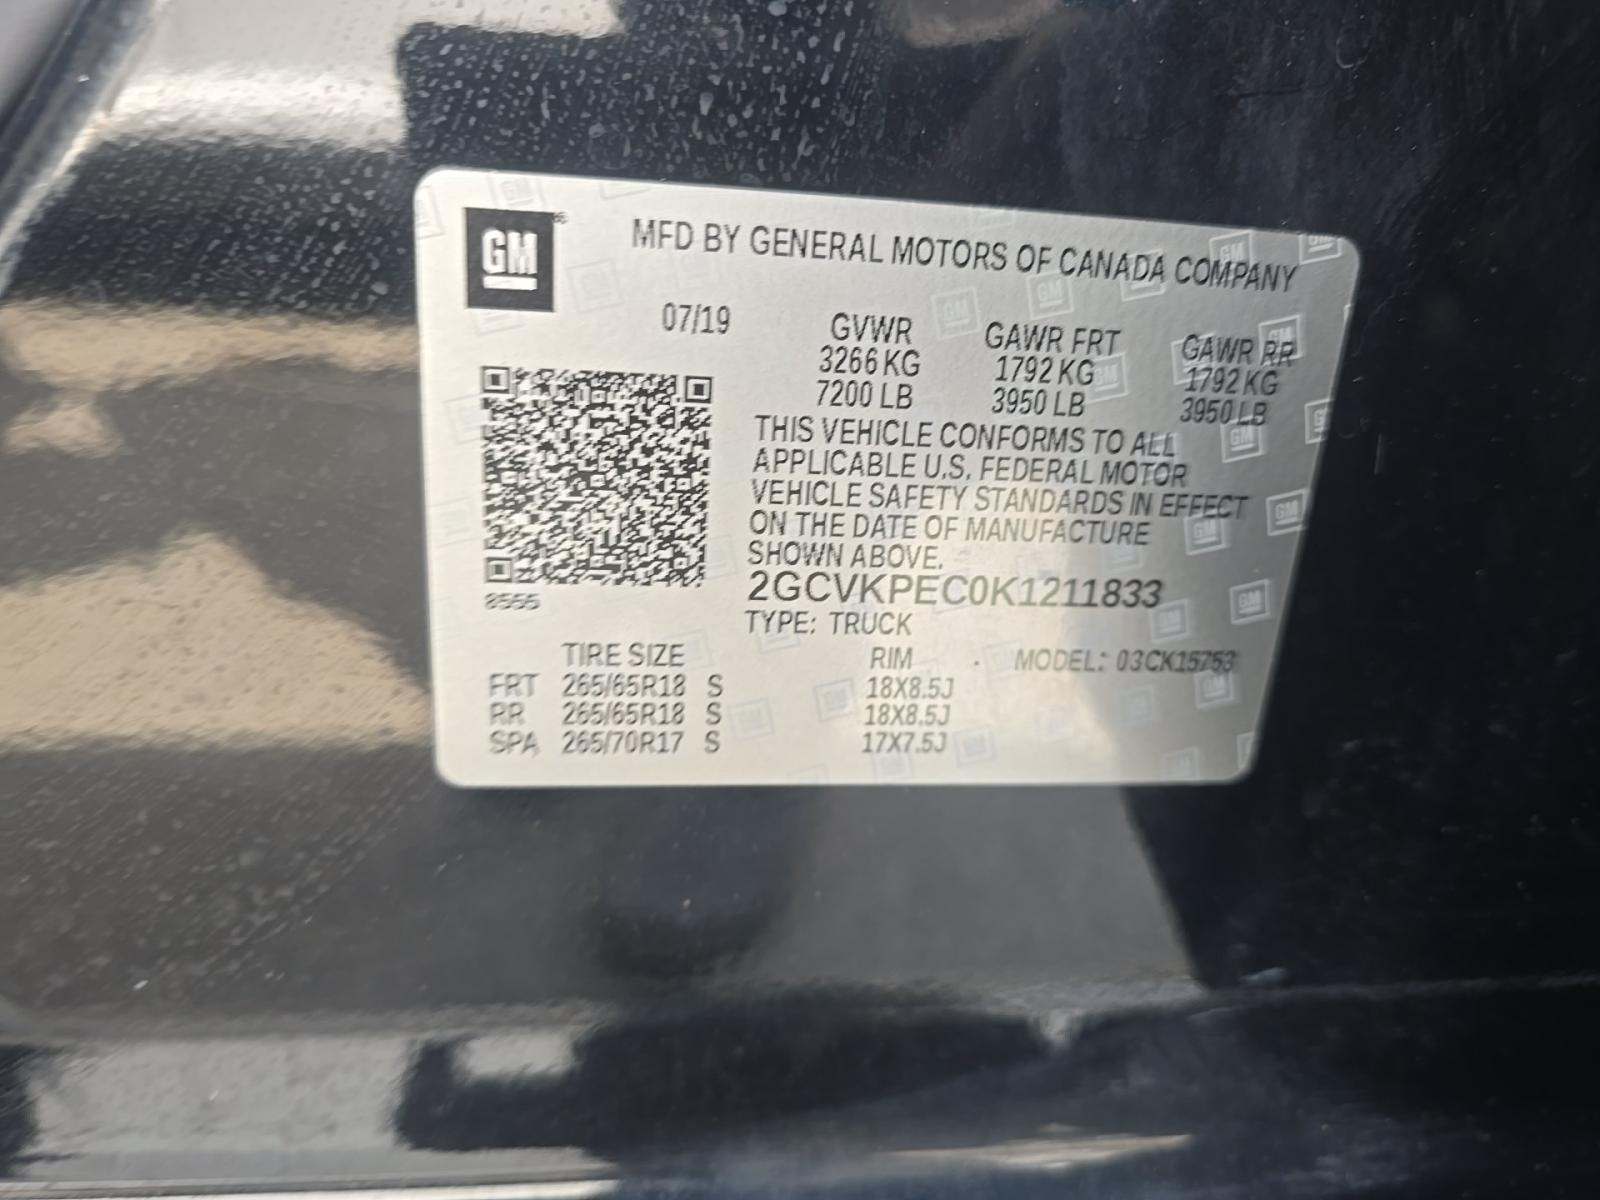 GM
MFD BY GENERAL MOTORS OF CANADA COMPANY
07/19 GVWR GAWR FRT GAWR RR
3266 KG 1792 KG 1792 KG
7200 LB 3950 LB 3950 LB
THIS VEHICLE CONFORMS TO ALL
APPLICABLE U.S. FEDERAL MOTOR
VEHICLE SAFETY STANDARDS IN EFFECT
ON THE DATE OF MANUFACTURE
SHOWN ABOVE.
2GCVKPEC0K1211833
8555
TYPE: TRUCK
TIRE SIZE RIM MODEL: 03CK15753
FRT 265/65R18 S 18X8.5J
RR 265/65R18 S 18X8.5J
SPA 265/70R17 S 17X7.5J